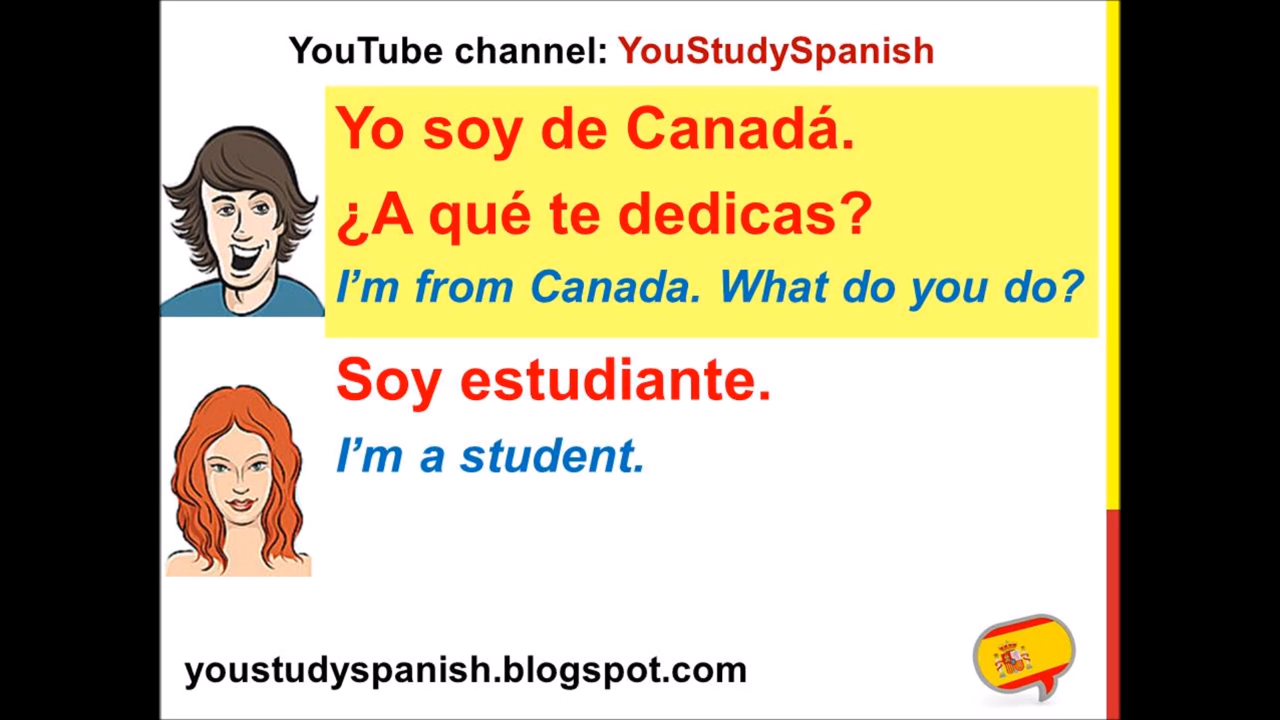 YouTube channel: YouStudySpanish
Yo soy de Canadá.
¿A qué te dedicas?
I’m from Canada. What do you do?
Soy estudiante.
I’m a student.
youstudyspanish.blogspot.com